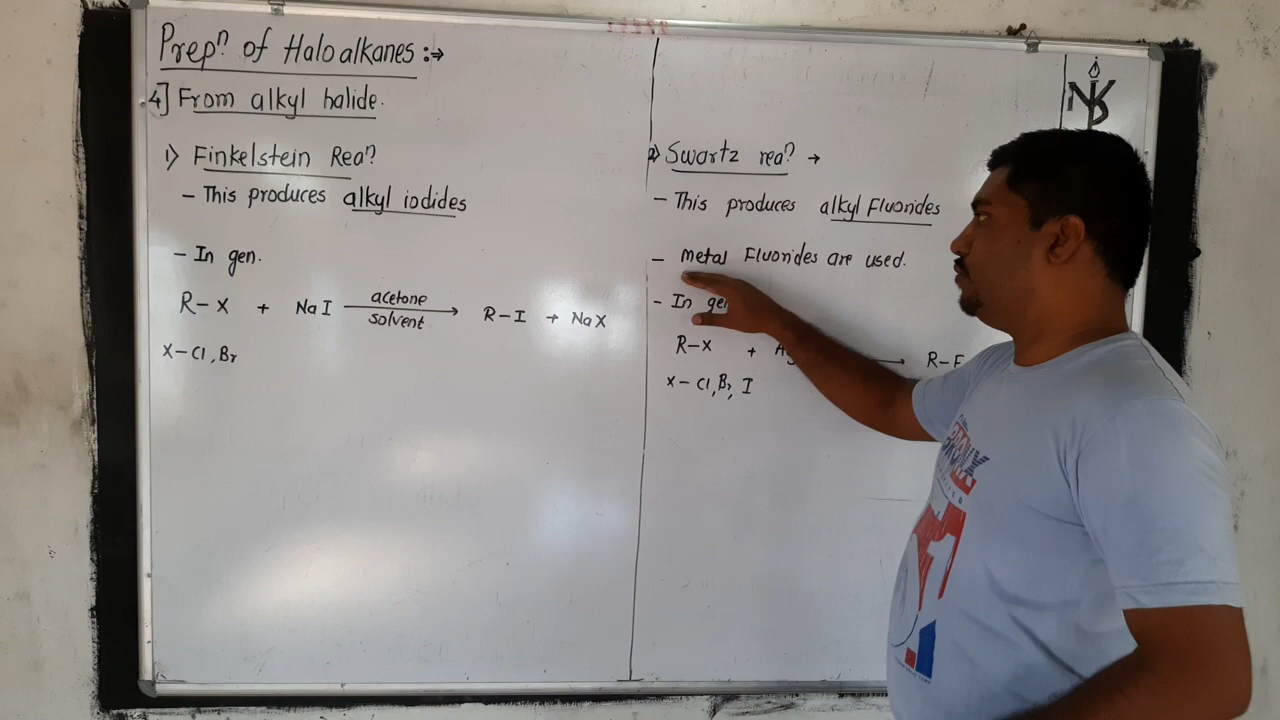 Prepⁿ of Haloalkanes :→
4] From alkyl halide.
1) Finkelstein Reaⁿ
- This produces alkyl iodides
- In gen.
R-X + NaI acetone solvent → R-I + NaX
X - Cl, Br
2) Swartz reaⁿ →
- This produces alkyl Fluorides
- Metal Fluorides are used.
- In gen
R-X + → R-F
X - Cl, Br, I